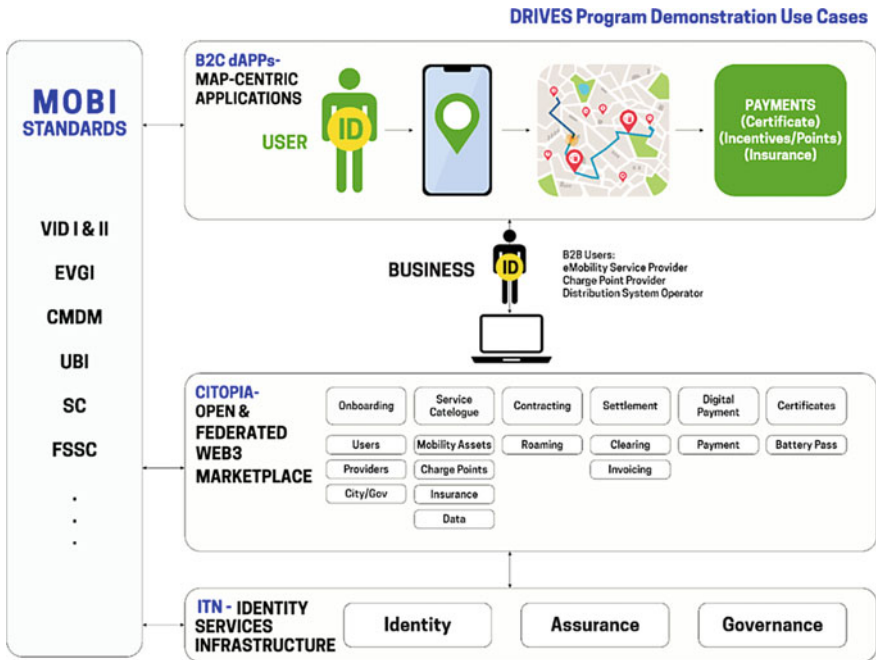 DRIVES Program Demonstration Use Cases
MOBI
STANDARDS
VID I & II
EVGI
CMDM
UBI
SC
FSSC
.
.
.
B2C dAPPs-
MAP-CENTRIC
APPLICATIONS
USER
ID
PAYMENTS
(Certificate)
(Incentives/Points)
(Insurance)
BUSINESS
ID
B2B Users:
eMobility Service Provider
Charge Point Provider
Distribution System Operator
CITOPIA-
OPEN &
FEDERATED
WEB3
MARKETPLACE
Onboarding
Users
Providers
City/Gov
Service
Catelogue
Mobility Assets
Charge Points
Insurance
Data
Contracting
Roaming
Settlement
Clearing
Invoicing
Digital
Payment
Payment
Certificates
Battery Pass
ITN - IDENTITY
SERVICES
INFRASTRUCTURE
Identity
Assurance
Governance